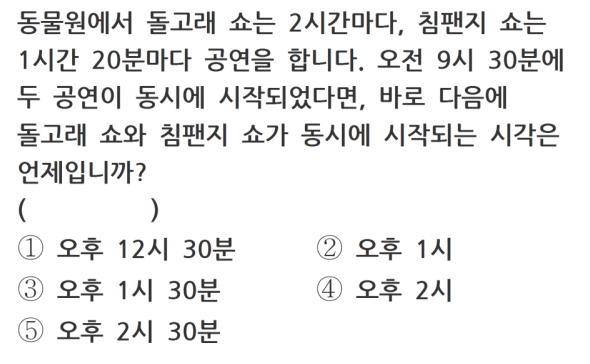 동물원에서 돌고래 쇼는 2시간마다, 침팬지 쇼는
1시간 20분마다 공연을 합니다. 오전 9시 30분에
두 공연이 동시에 시작되었다면, 바로 다음에
돌고래 쇼와 침팬지 쇼가 동시에 시작되는 시각은
언제입니까?
(          )
① 오후 12시 30분 ② 오후 1시
③ 오후 1시 30분 ④ 오후 2시
⑤ 오후 2시 30분